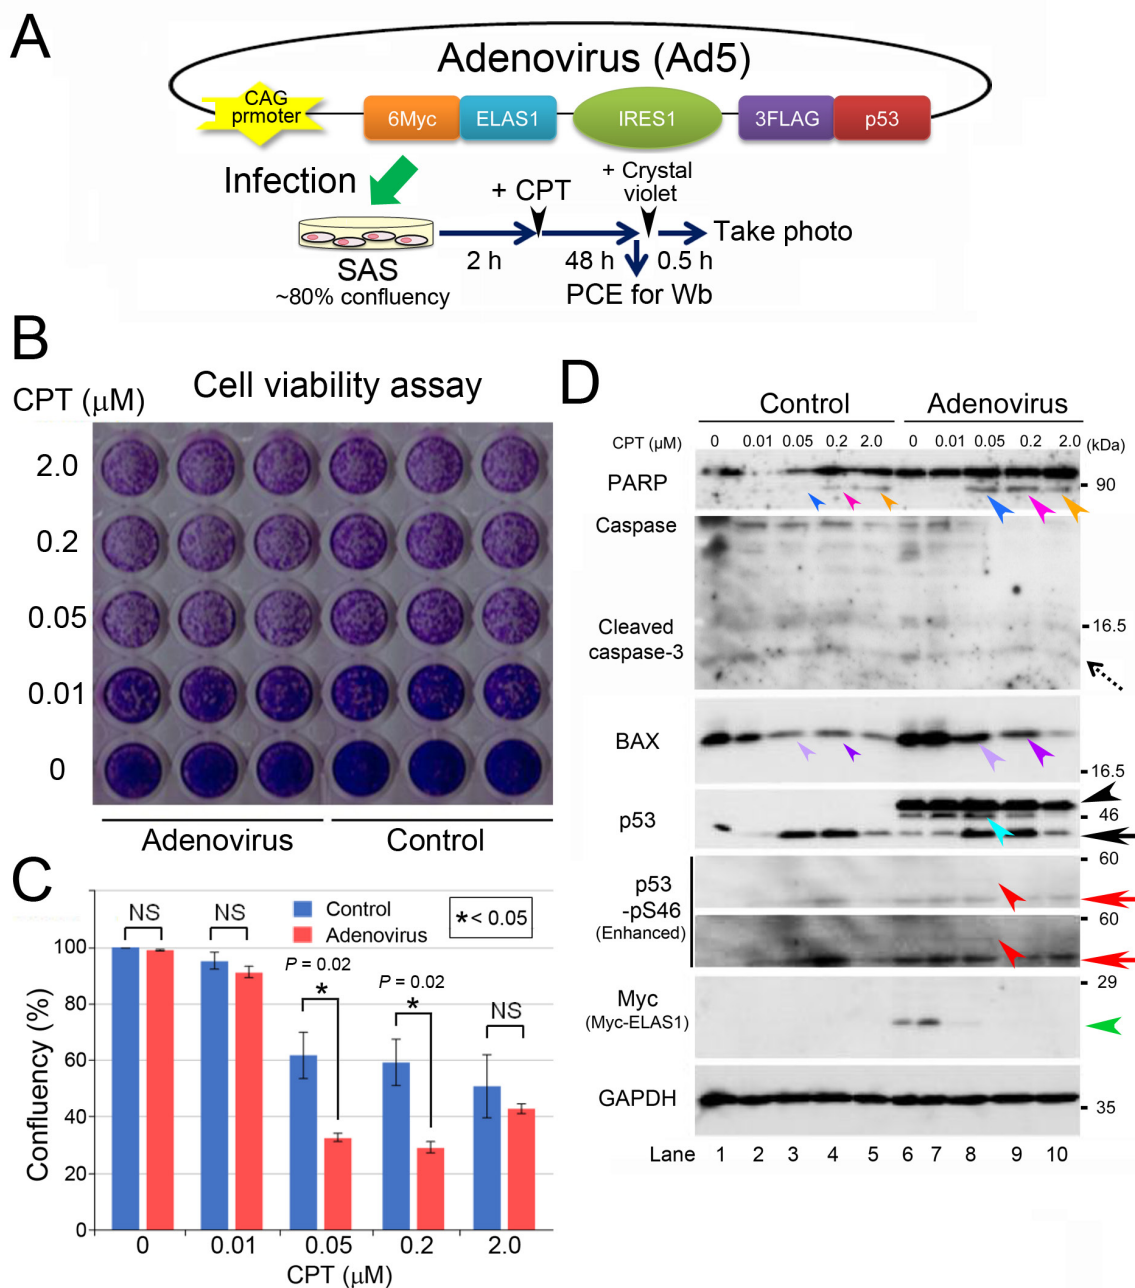 A
Adenovirus (Ad5)
CAG
prmoter
6Myc
ELAS1
IRES1
3FLAG
p53
Infection
+ CPT
+ Crystal
violet
Take photo
2 h
48 h
0.5 h
SAS
~80% confluency
PCE for Wb
B
Cell viability assay
CPT (μM)
2.0
0.2
0.05
0.01
0
Adenovirus
Control
C
Confluency (%)
100
80
60
40
20
0
NS
NS
P = 0.02
*
P = 0.02
*
NS
Control
Adenovirus
*< 0.05
0
0.01
0.05
0.2
2.0
CPT (μM)
D
Control
Adenovirus
CPT (μM)
0
0.01
0.05
0.2
2.0
0
0.01
0.05
0.2
2.0
(kDa)
PARP
90
Caspase
Cleaved
caspase-3
16.5
BAX
16.5
p53
46
p53
-pS46
(Enhanced)
60
60
Myc
(Myc-ELAS1)
29
GAPDH
35
Lane 1 2 3 4 5 6 7 8 9 10